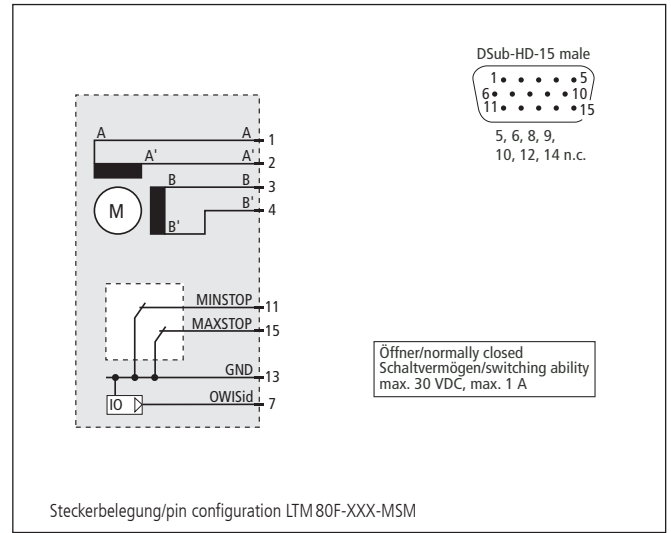 DSub-HD-15 male
1 5
6 10
11 15
5, 6, 8, 9,
10, 12, 14 n.c.
A A 1
A' A' 2
B B 3
B' 4
M
B'
MINSTOP 11
MAXSTOP 15
GND 13
IO OWISid 7
Öffner/normally closed
Schaltvermögen/switching ability
max. 30 VDC, max. 1 A
Steckerbelegung/pin configuration LTM 80F-XXX-MSM